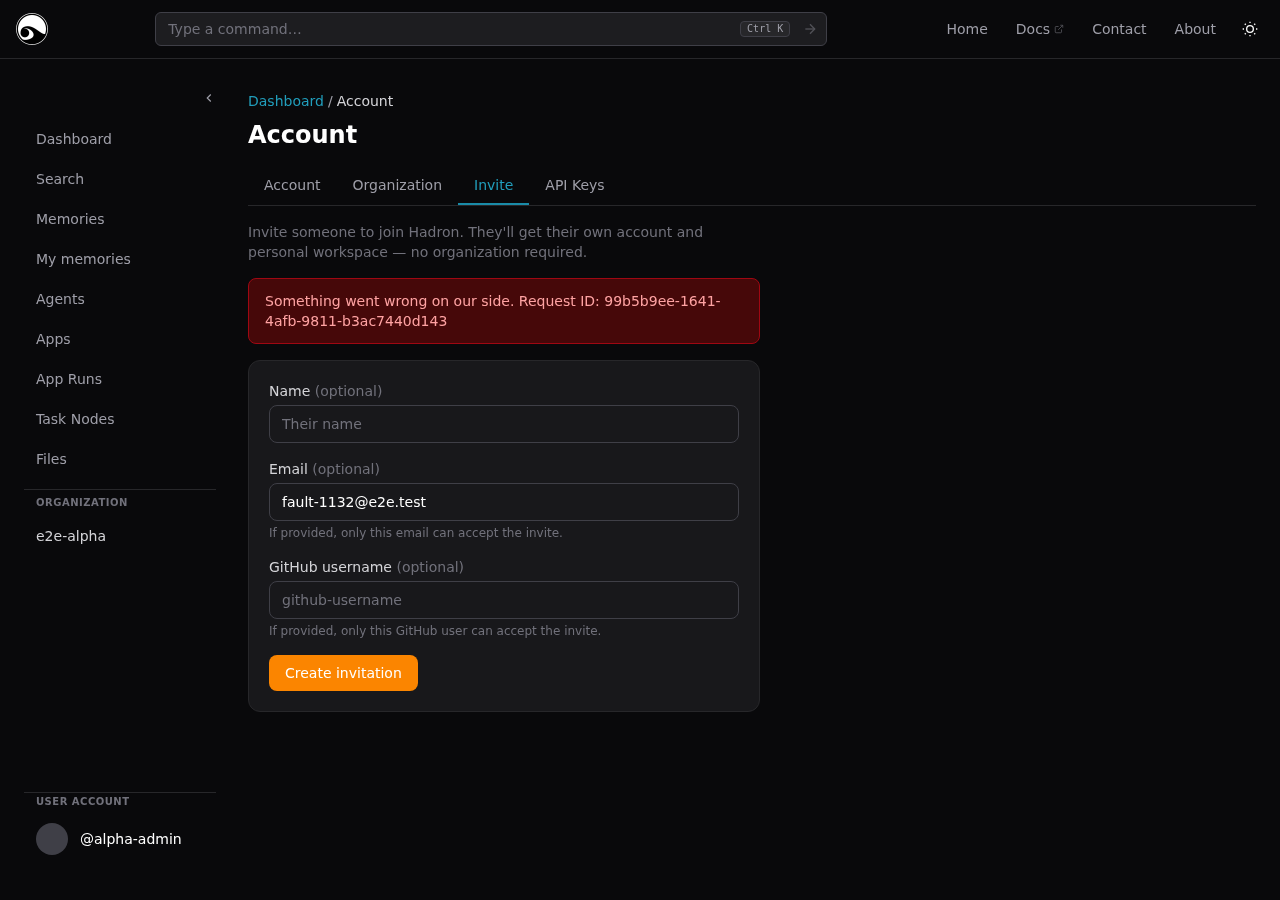 Type a command...
Ctrl K
Home
Docs
Contact
About
Dashboard
Search
Memories
My memories
Agents
Apps
App Runs
Task Nodes
Files
ORGANIZATION
e2e-alpha
USER ACCOUNT
@alpha-admin
Dashboard / Account
Account
Account
Organization
Invite
API Keys
Invite someone to join Hadron. They'll get their own account and
personal workspace — no organization required.
Something went wrong on our side. Request ID: 99b5b9ee-1641-
4afb-9811-b3ac7440d143
Name (optional)
Their name
Email (optional)
fault-1132@e2e.test
If provided, only this email can accept the invite.
GitHub username (optional)
github-username
If provided, only this GitHub user can accept the invite.
Create invitation